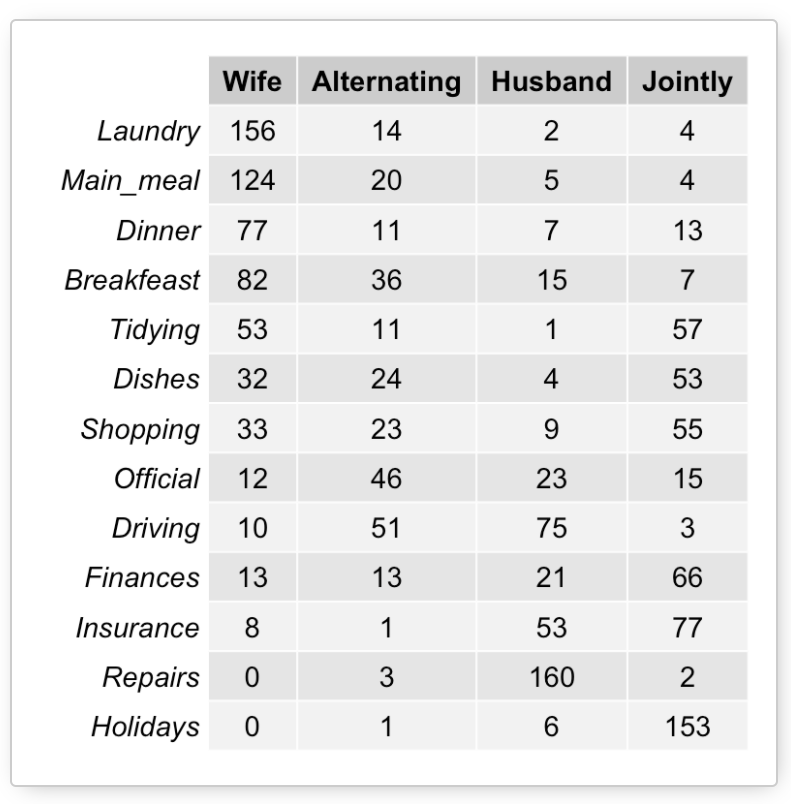 Wife Alternating Husband Jointly
Laundry 156 14 2 4
Main_meal 124 20 5 4
Dinner 77 11 7 13
Breakfeast 82 36 15 7
Tidying 53 11 1 57
Dishes 32 24 4 53
Shopping 33 23 9 55
Official 12 46 23 15
Driving 10 51 75 3
Finances 13 13 21 66
Insurance 8 1 53 77
Repairs 0 3 160 2
Holidays 0 1 6 153